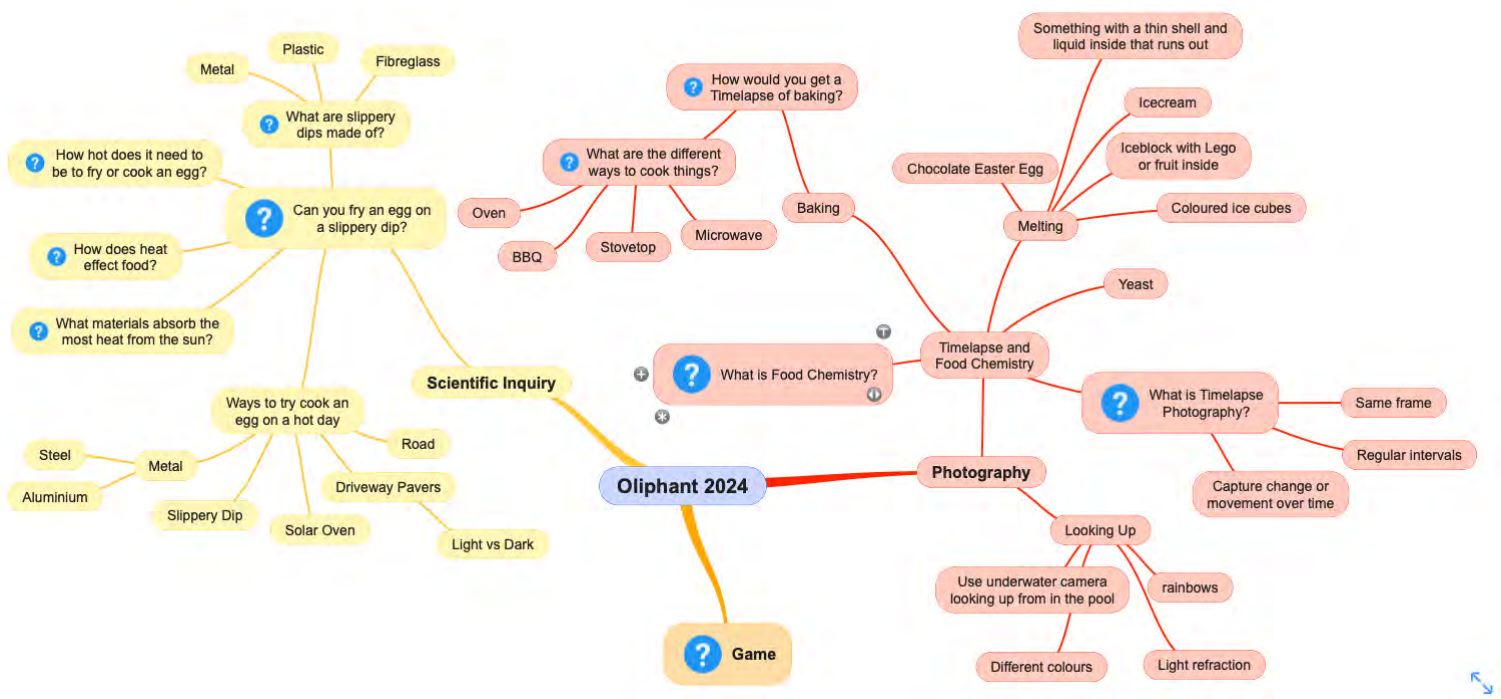 Something with a thin shell and
liquid inside that runs out
Plastic
Metal
Fibreglass
How would you get a
Timelapse of baking?
Icecream
What are slippery
dips made of?
What are the different
ways to cook things?
Iceblock with Lego
or fruit inside
How hot does it need to
be to fry or cook an egg?
Chocolate Easter Egg
Can you fry an egg on
a slippery dip?
Oven
Baking
Coloured ice cubes
Melting
Microwave
Stovetop
BBQ
How does heat
effect food?
Yeast
What materials absorb the
most heat from the sun?
Timelapse and
Food Chemistry
What is Food Chemistry?
Scientific Inquiry
What is Timelapse
Photography?
Same frame
Ways to try cook an
egg on a hot day
Road
Steel
Metal
Regular intervals
Photography
Oliphant 2024
Driveway Pavers
Aluminium
Capture change or
movement over time
Slippery Dip
Solar Oven
Looking Up
Light vs Dark
Use underwater camera
looking up from in the pool
rainbows
Game
Different colours
Light refraction